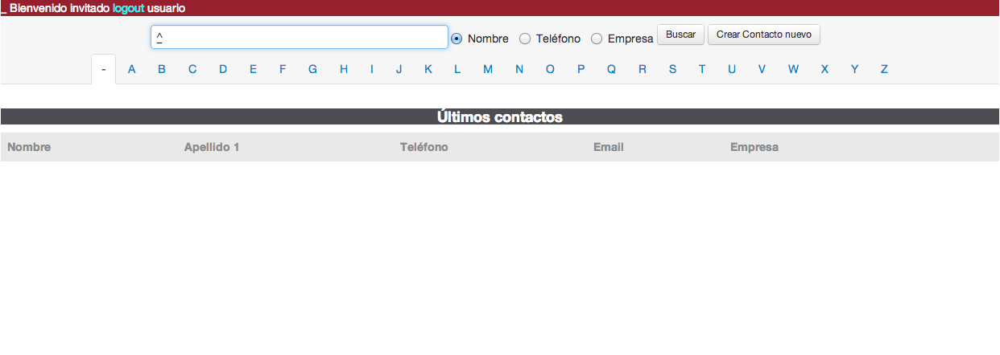 _ Bienvenido invitado logout usuario
^ Nombre Teléfono Empresa Buscar Crear Contacto nuevo
- A B C D E F G H I J K L M N O P Q R S T U V W X Y Z
Últimos contactos
Nombre Apellido 1 Teléfono Email Empresa